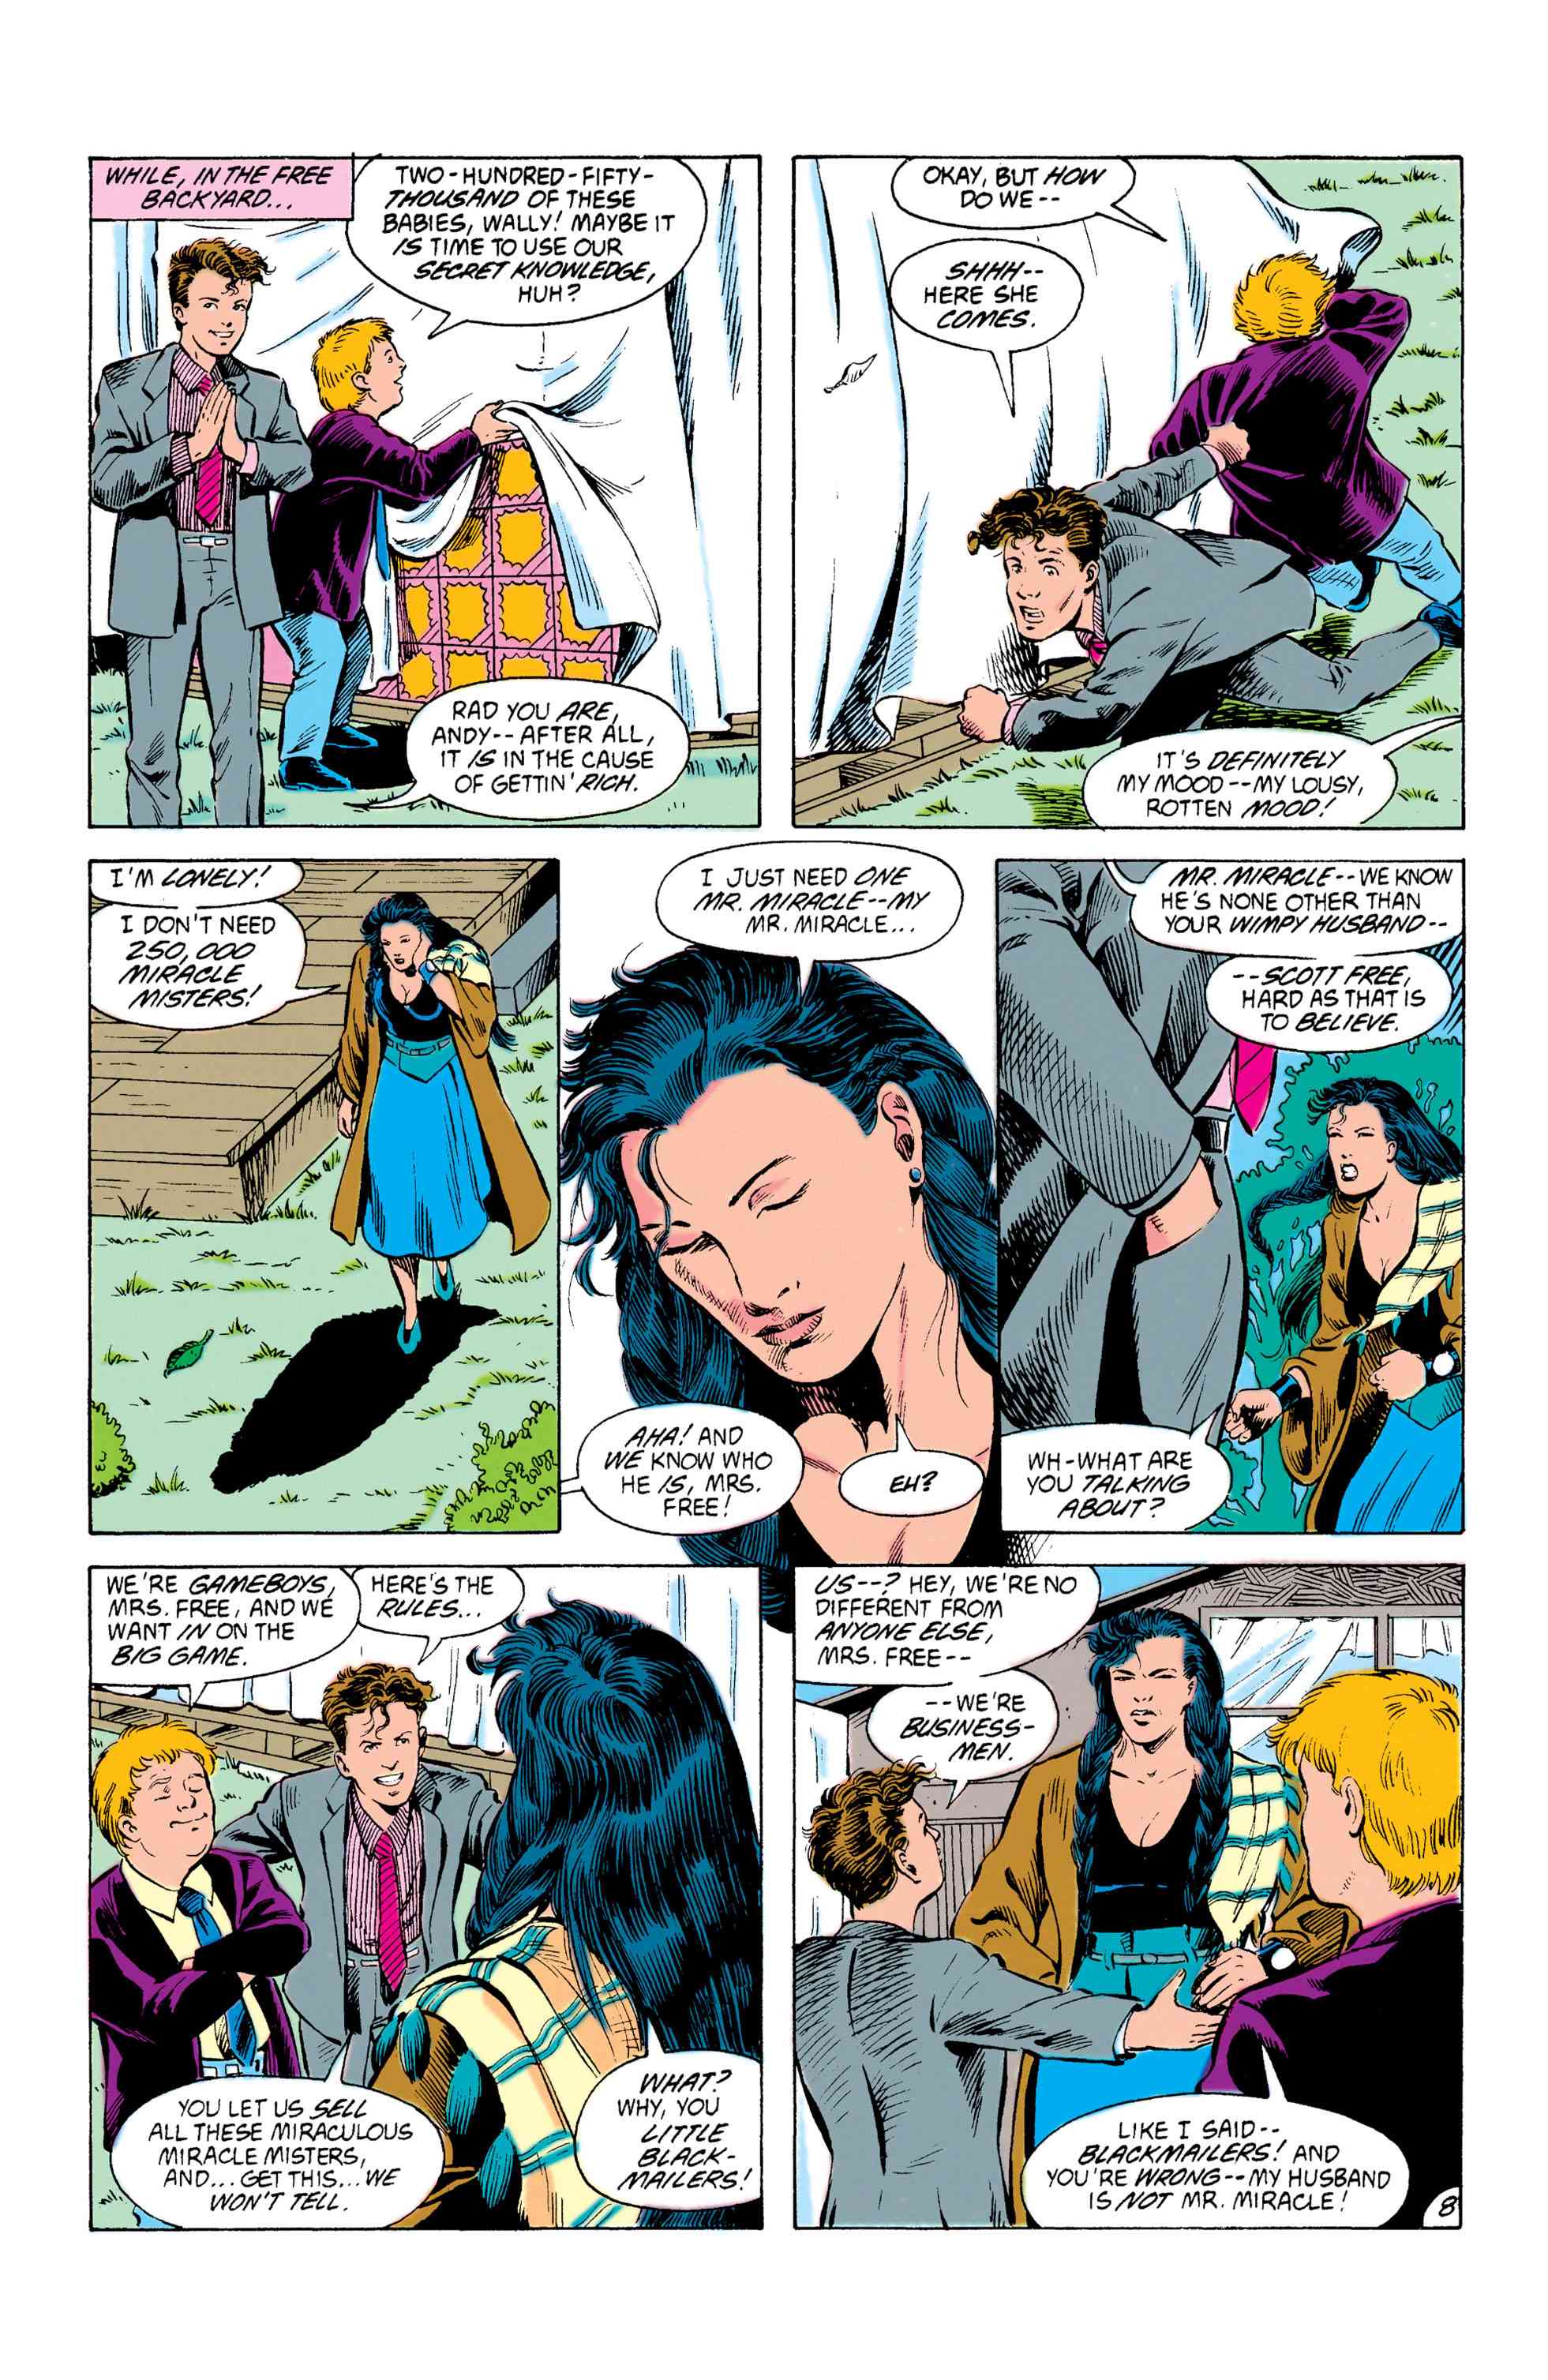 WHILE, IN THE FREE
BACKYARD...
TWO-HUNDRED-FIFTY-
THOUSAND OF THESE
BABIES, WALLY! MAYBE IT
IS TIME TO USE OUR
SECRET KNOWLEDGE,
HUH?
RAD YOU ARE,
ANDY-- AFTER ALL,
IT IS IN THE CAUSE
OF GETTIN' RICH.
OKAY, BUT HOW
DO WE--
SHHH--
HERE SHE
COMES.
IT'S DEFINITELY
MY MOOD--MY LOUSY,
ROTTEN MOOD!
I'M LONELY!
I DON'T NEED
250,000
MIRACLE
MISTERS!
I JUST NEED ONE
MR. MIRACLE--MY
MR. MIRACLE...
AHA! AND
WE KNOW WHO
HE IS, MRS.
FREE!
EH?
MR. MIRACLE--WE KNOW
HE'S NONE OTHER THAN
YOUR WIMPY HUSBAND--
--SCOTT FREE,
HARD AS THAT IS
TO BELIEVE.
WH-WHAT ARE
YOU TALKING
ABOUT?
WE'RE GAMEBOYS,
MRS. FREE, AND WE
WANT IN ON THE
BIG GAME.
HERE'S THE
RULES...
YOU LET US SELL
ALL THESE MIRACULOUS
MIRACLE MISTERS,
AND... GET THIS... WE
WON'T TELL.
WHAT?
WHY, YOU
LITTLE
BLACK-
MAILERS!
US--? HEY, WE'RE NO
DIFFERENT FROM
ANYONE ELSE,
MRS. FREE--
--WE'RE
BUSINESS-
MEN.
LIKE I SAID--
BLACKMAILERS! AND
YOU'RE WRONG--MY HUSBAND
IS NOT MR. MIRACLE!
8